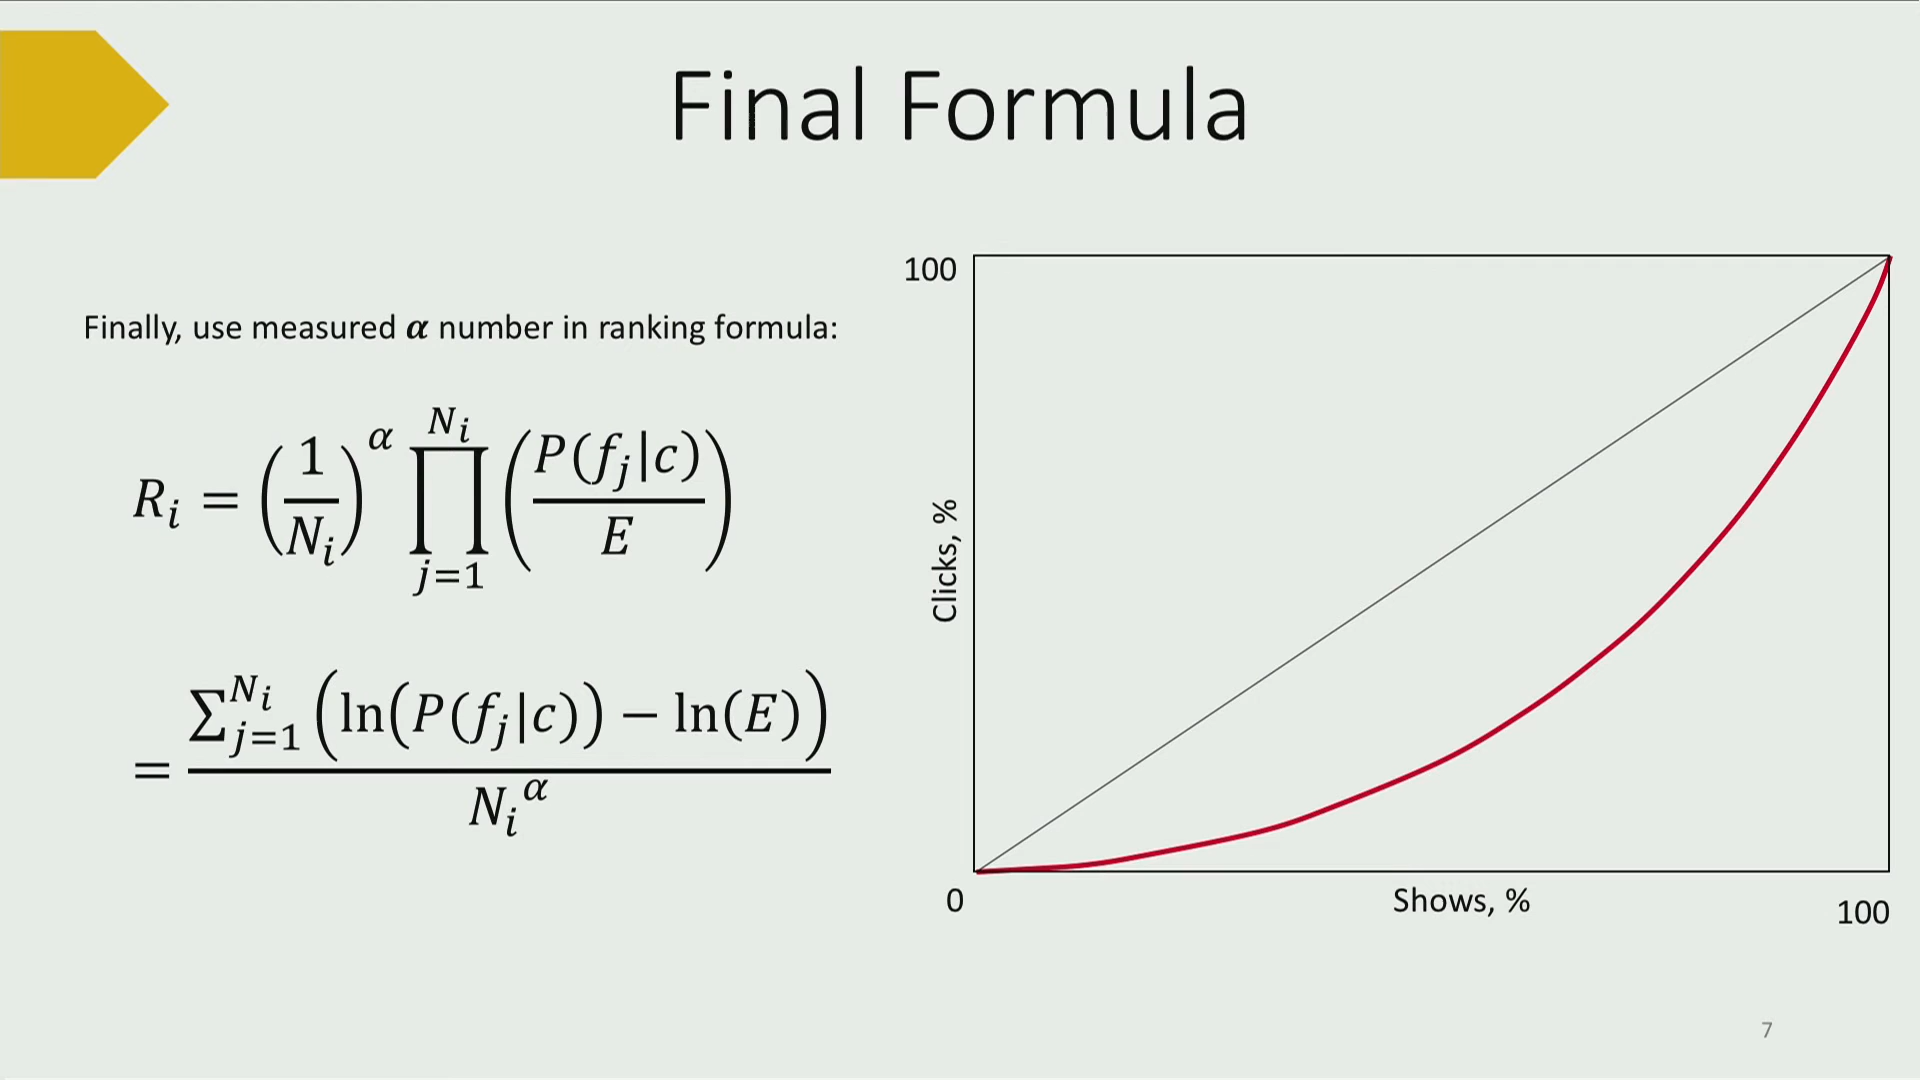 Final Formula
Finally, use measured α number in ranking formula:
R_i = (1/N_i)^α ∏_{j=1}^{N_i} (P(f_j|c)/E)
= ∑_{j=1}^{N_i} (ln(P(f_j|c)) − ln(E)) / N_i^α
100
Clicks, %
0
Shows, %
100
7